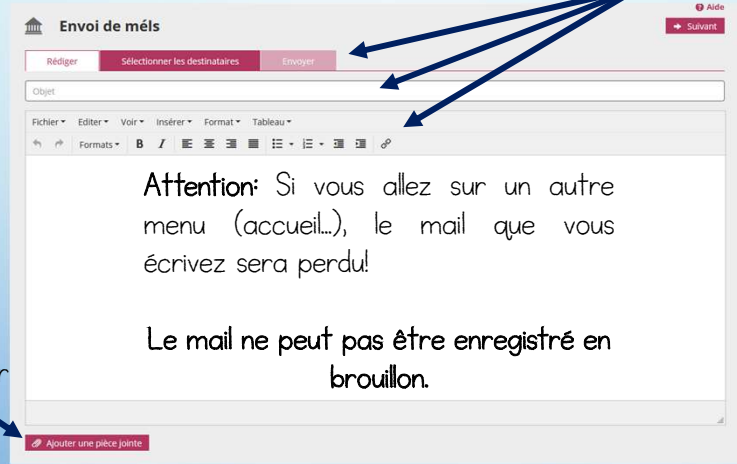 Aide
Envoi de méls
Suivant
Rédiger Sélectionner les destinataires Envoyer
Objet
Fichier Editer Voir Insérer Format Tableau
Formats B I
Attention: Si vous allez sur un autre
menu (accueil...), le mail que vous
écrivez sera perdu!
Le mail ne peut pas être enregistré en
brouillon.
r
Ajouter une pièce jointe